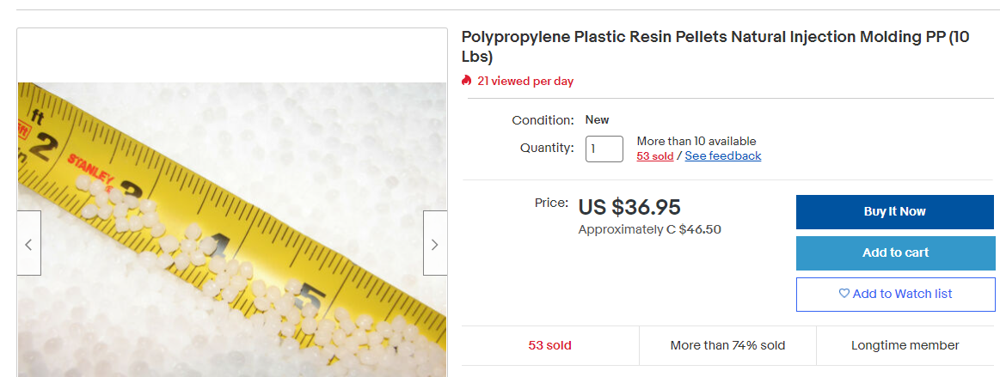 Polypropylene Plastic Resin Pellets Natural Injection Molding PP (10
Lbs)
21 viewed per day
Condition: New
Quantity: 1
More than 10 available
53 sold / See feedback
Price: US $36.95
Approximately C $46.50
Buy It Now
Add to cart
Add to Watch list
53 sold
More than 74% sold
Longtime member
ft
2
in
STANLEY
3
4
5